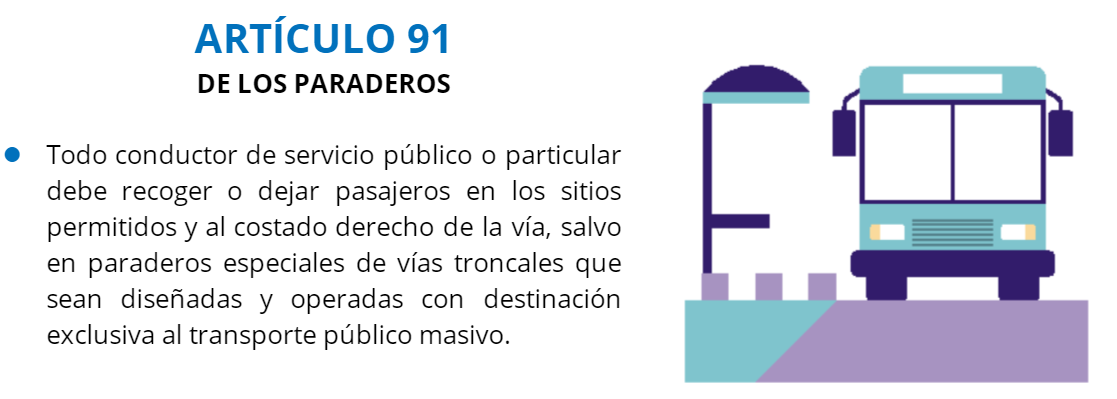 ARTÍCULO 91
DE LOS PARADEROS
Todo conductor de servicio público o particular
debe recoger o dejar pasajeros en los sitios
permitidos y al costado derecho de la vía, salvo
en paraderos especiales de vías troncales que
sean diseñadas y operadas con destinación
exclusiva al transporte público masivo.